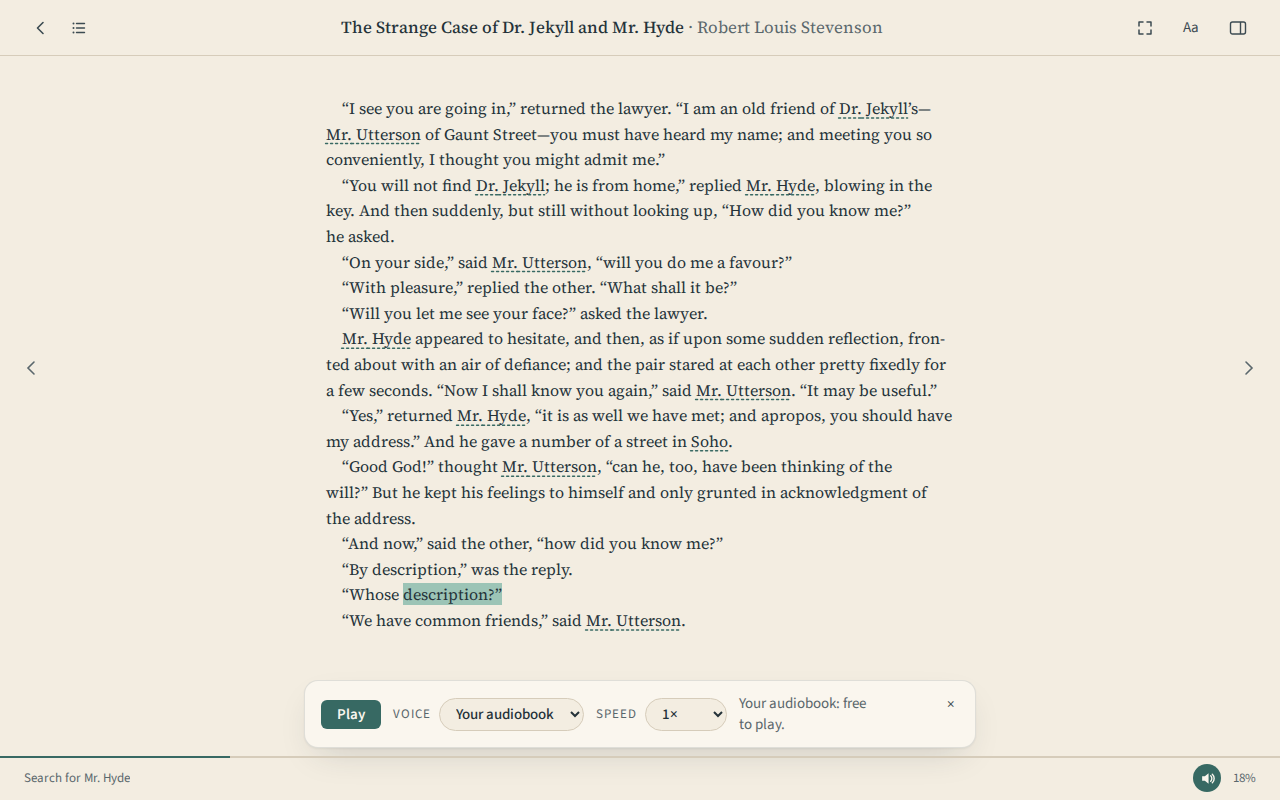 The Strange Case of Dr. Jekyll and Mr. Hyde · Robert Louis Stevenson
Aa
“I see you are going in,” returned the lawyer. “I am an old friend of Dr. Jekyll’s—
Mr. Utterson of Gaunt Street—you must have heard my name; and meeting you so
conveniently, I thought you might admit me.”
“You will not find Dr. Jekyll; he is from home,” replied Mr. Hyde, blowing in the
key. And then suddenly, but still without looking up, “How did you know me?”
he asked.
“On your side,” said Mr. Utterson, “will you do me a favour?”
“With pleasure,” replied the other. “What shall it be?”
“Will you let me see your face?” asked the lawyer.
Mr. Hyde appeared to hesitate, and then, as if upon some sudden reflection, fron-
ted about with an air of defiance; and the pair stared at each other pretty fixedly for
a few seconds. “Now I shall know you again,” said Mr. Utterson. “It may be useful.”
“Yes,” returned Mr. Hyde, “it is as well we have met; and apropos, you should have
my address.” And he gave a number of a street in Soho.
“Good God!” thought Mr. Utterson, “can he, too, have been thinking of the
will?” But he kept his feelings to himself and only grunted in acknowledgment of
the address.
“And now,” said the other, “how did you know me?”
“By description,” was the reply.
“Whose description?”
“We have common friends,” said Mr. Utterson.
Play VOICE Your audiobook SPEED 1× Your audiobook: free
to play.
×
Search for Mr. Hyde
18%